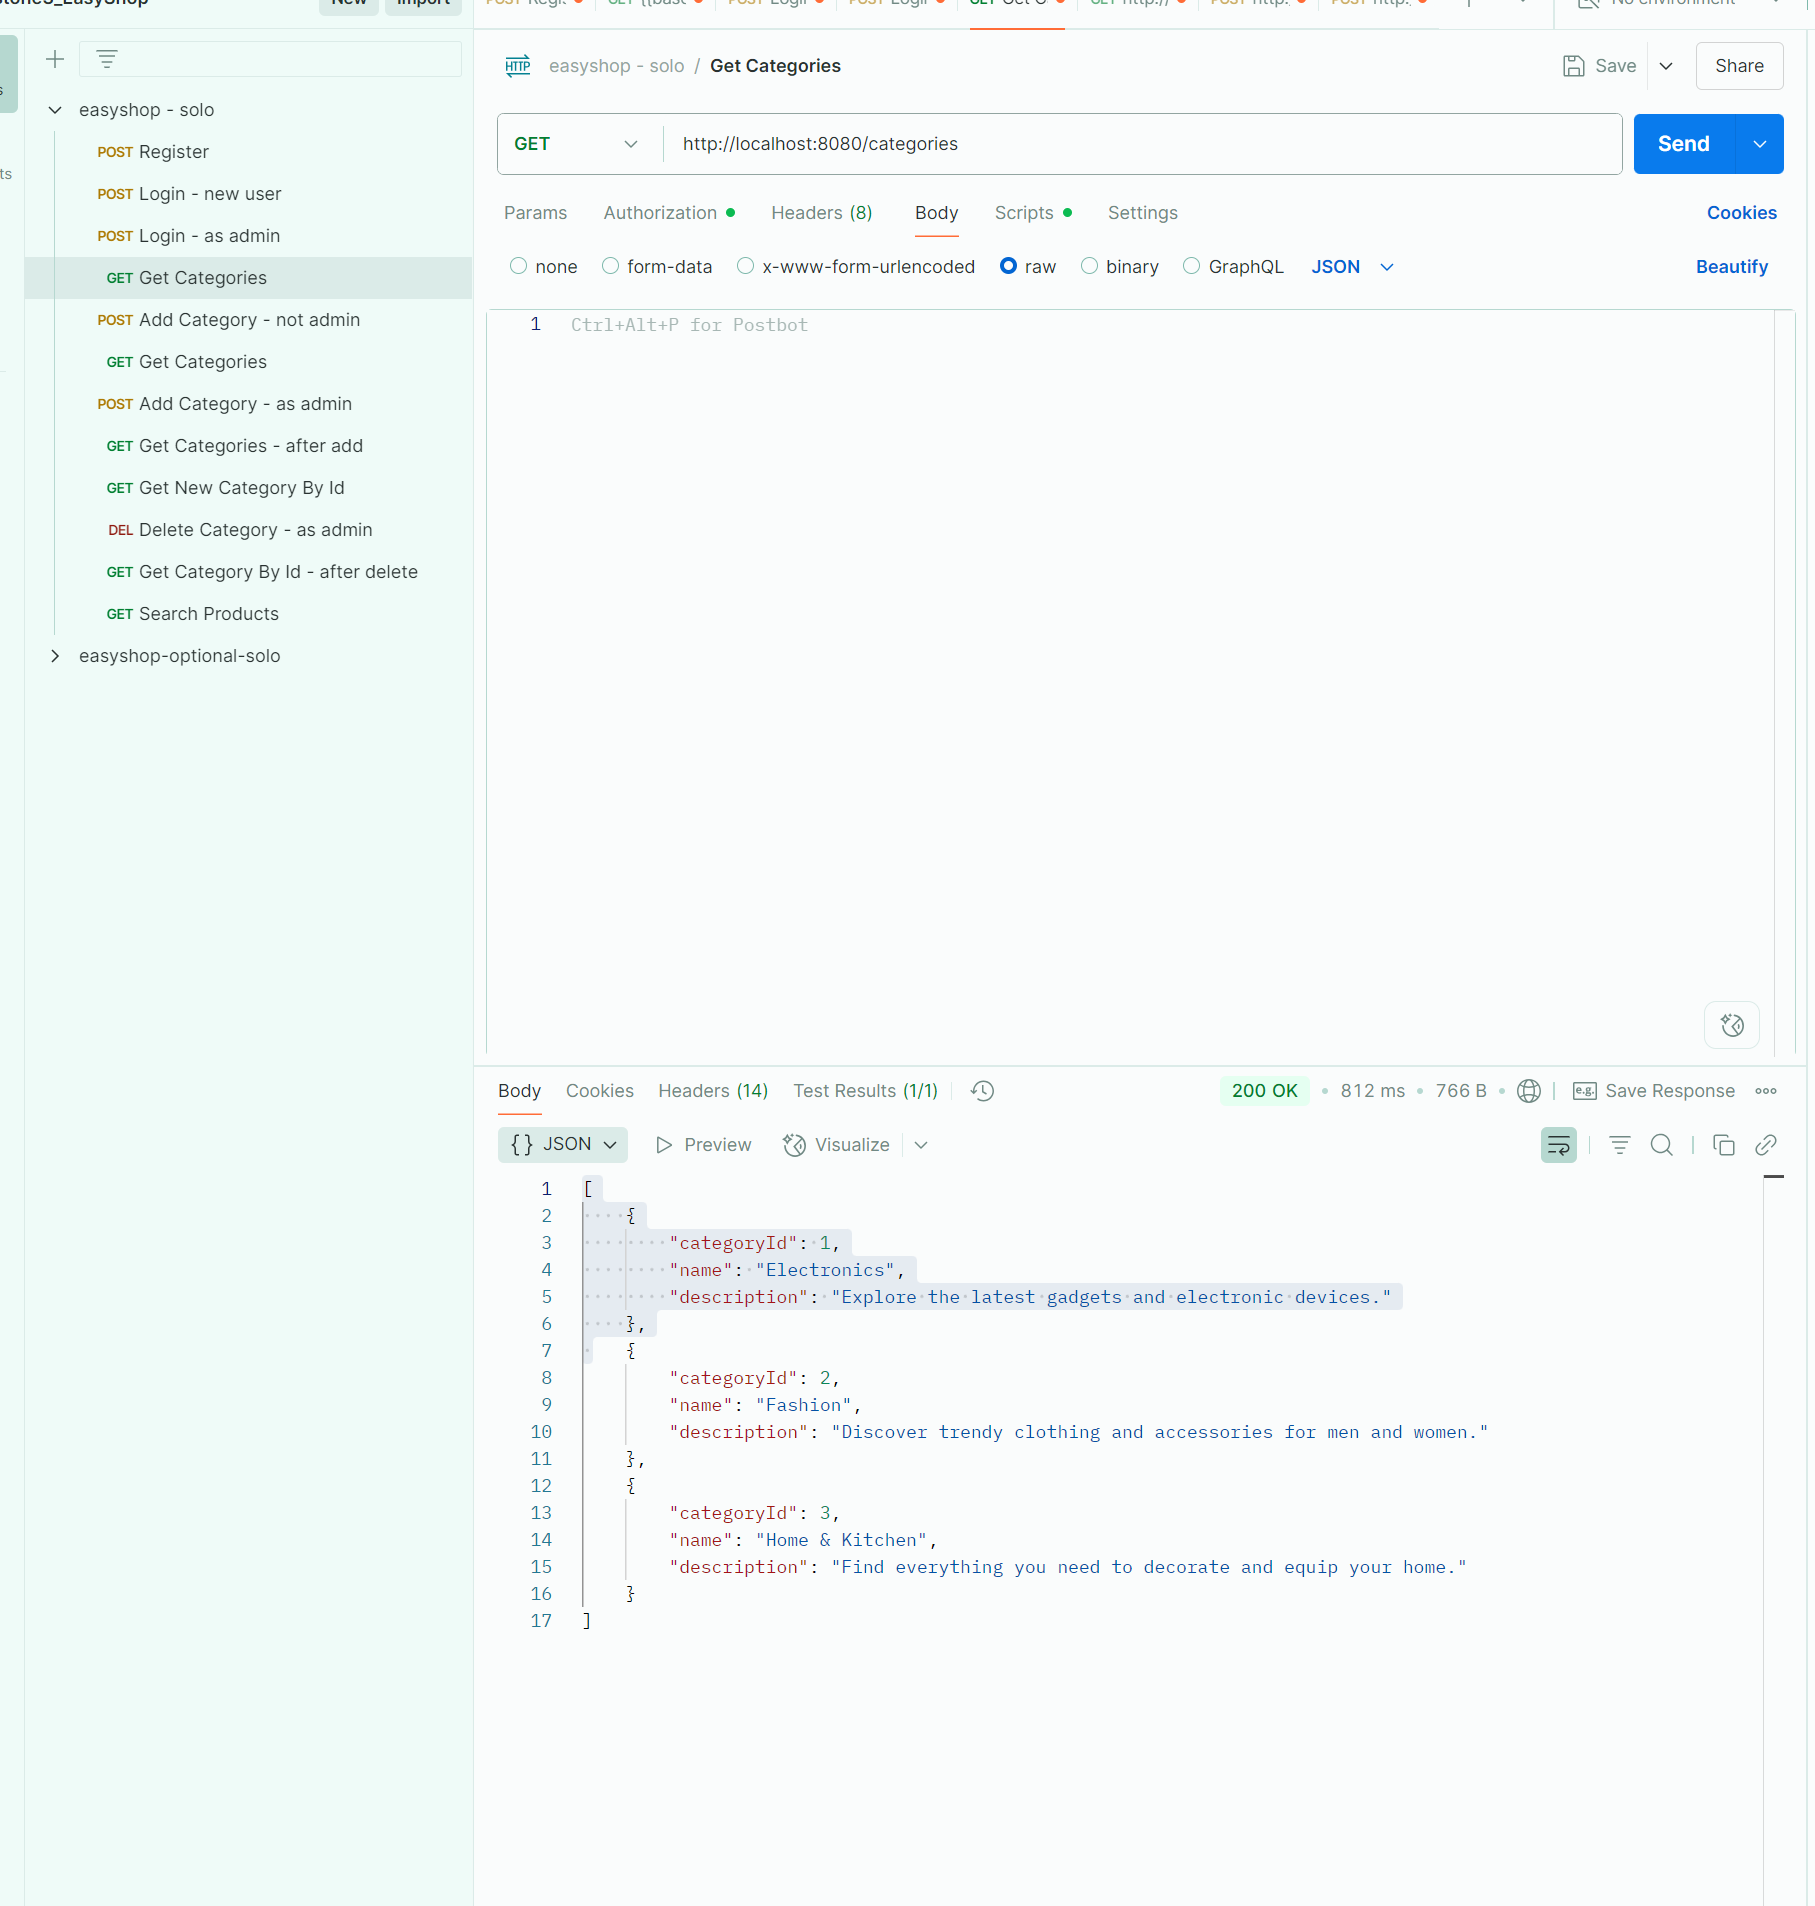 New
Import
No environment
easyshop - solo
POST Register
POST Login - new user
POST Login - as admin
GET Get Categories
POST Add Category - not admin
GET Get Categories
POST Add Category - as admin
GET Get Categories - after add
GET Get New Category By Id
DEL Delete Category - as admin
GET Get Category By Id - after delete
GET Search Products
easyshop-optional-solo
HTTP easyshop - solo / Get Categories
Save
Share
GET http://localhost:8080/categories
Send
Params Authorization Headers (8) Body Scripts Settings
Cookies
none form-data x-www-form-urlencoded raw binary GraphQL JSON
Beautify
1 Ctrl+Alt+P for Postbot
Body Cookies Headers (14) Test Results (1/1)
200 OK • 812 ms • 766 B •
e.g. Save Response
{} JSON Preview Visualize
1 [
2 {
3 "categoryId": 1,
4 "name": "Electronics",
5 "description": "Explore the latest gadgets and electronic devices."
6 },
7 {
8 "categoryId": 2,
9 "name": "Fashion",
10 "description": "Discover trendy clothing and accessories for men and women."
11 },
12 {
13 "categoryId": 3,
14 "name": "Home & Kitchen",
15 "description": "Find everything you need to decorate and equip your home."
16 }
17 ]